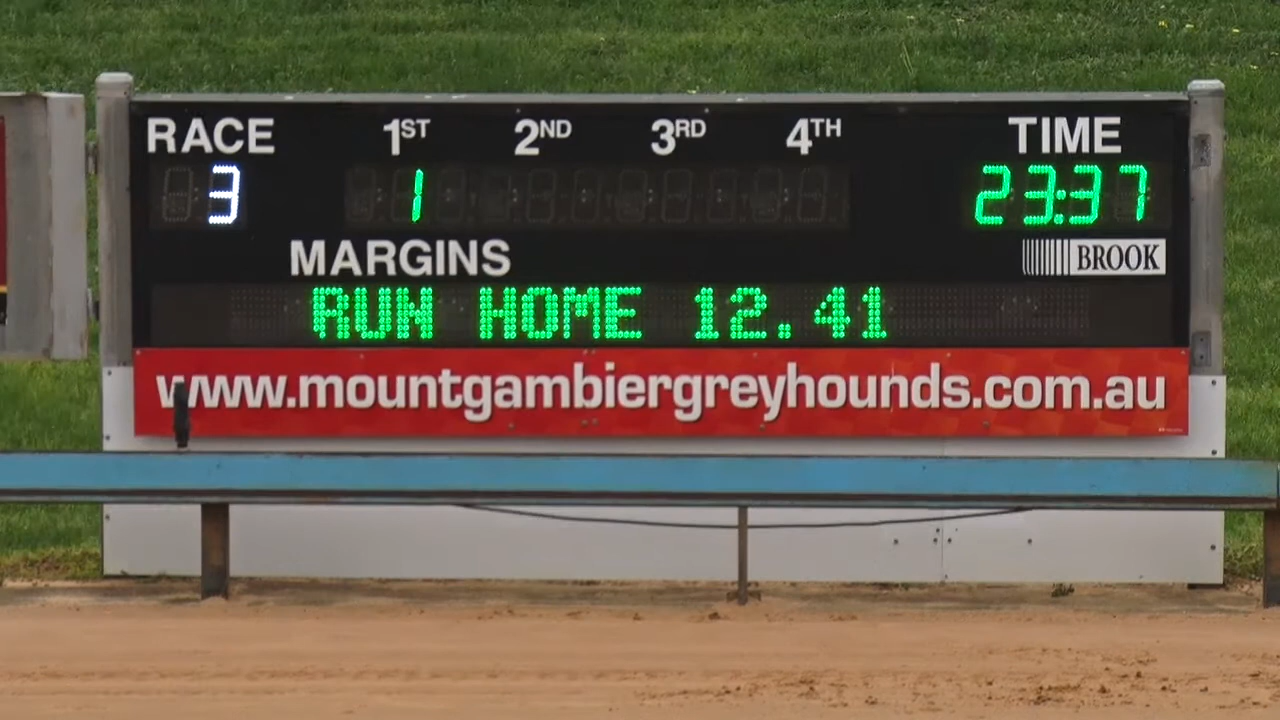 RACE 1ST 2ND 3RD 4TH TIME
3 1 23:37
MARGINS BROOK
RUN HOME 12.41
www.mountgambiergreyhounds.com.au